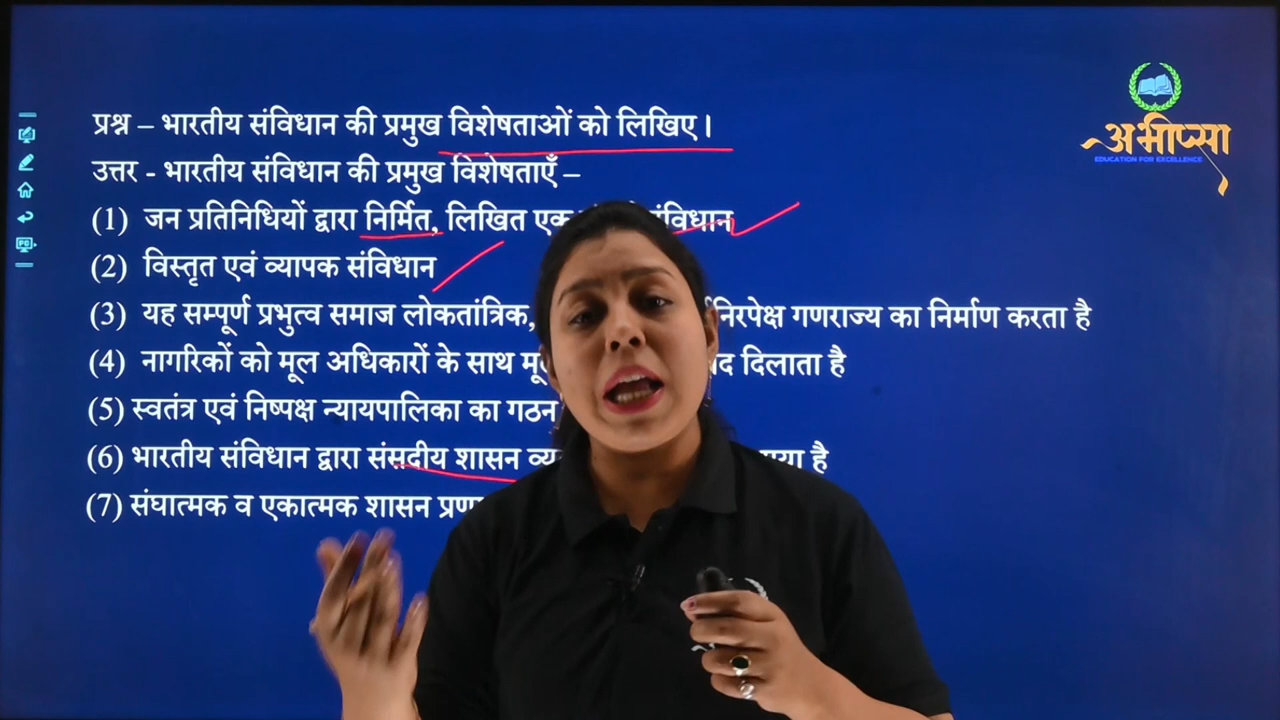 प्रश्न – भारतीय संविधान की प्रमुख विशेषताओं को लिखिए।
उत्तर - भारतीय संविधान की प्रमुख विशेषताएँ –
(1) जन प्रतिनिधियों द्वारा निर्मित, लिखित संविधान
(2) विस्तृत एवं व्यापक संविधान
(3) यह सम्पूर्ण प्रभुत्व समाज लोकतांत्रिक, गणराज्य का निर्माण करता है
(4) नागरिकों को मूल अधिकारों के साथ दिलाता है
(5) स्वतंत्र एवं निष्पक्ष न्यायपालिका का गठन
(6) भारतीय संविधान द्वारा संसदीय शासन है
(7) संघात्मक व एकात्मक शासन
अभीप्सा
EDUCATION FOR EXCELLENCE